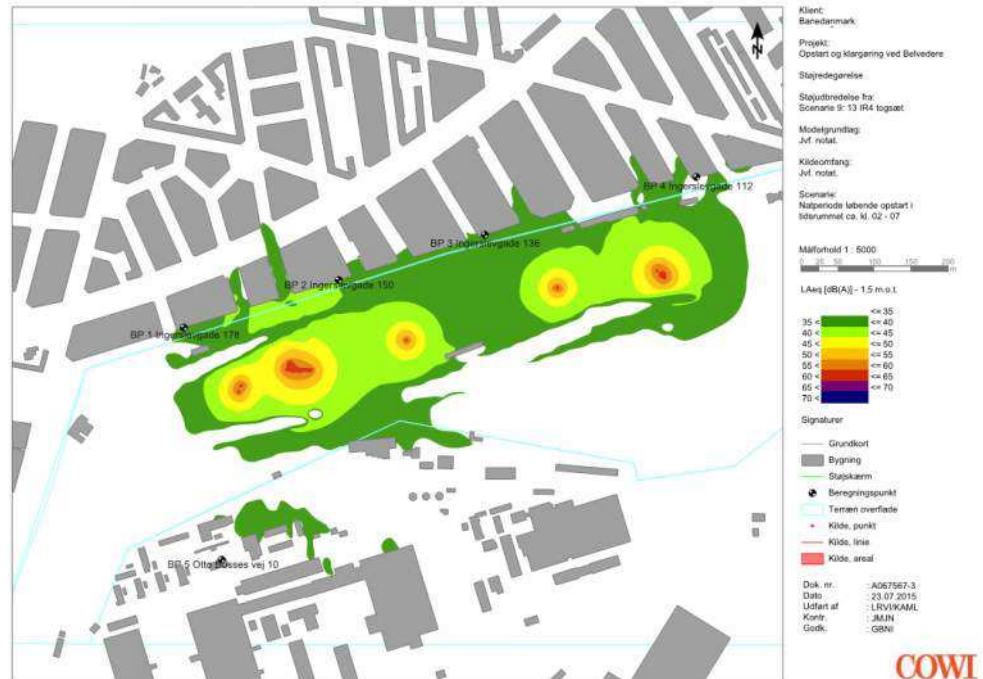 Klient:
Banedanmark
Projekt:
Opstart og klargøring ved Belvedere
Støjredegørelse
Støjudbredelse fra:
Scenarie 9: 13 IR4 togsæt
Modelgrundlag:
Jvf. notat.
Kildeomfang:
Jvf. notat.
Scenarie:
Natperiode løbende opstart i
tidsrummet ca. kl. 02 - 07
Målforhold 1 : 5000
0 25 50 100 150 200
m
LAeq [dB(A)] - 1,5 m.o.t.
<= 35
35 < <= 40
40 < <= 45
45 < <= 50
50 < <= 55
55 < <= 60
60 < <= 65
65 < <= 70
70 <
Signaturer
Grundkort
Bygning
Støjskærm
Beregningspunkt
Terræn overflade
Kilde, punkt
Kilde, linie
Kilde, areal
Dok. nr. : A067567-3
Dato : 23.07.2015
Udført af : LRVI/KAML
Kontr. : JMJN
Godk. : GBNI
COWI
N
BP 4 Ingerslevgade 112
BP 3 Ingerslevgade 136
BP 2 Ingerslevgade 150
BP 1 Ingerslevgade 178
BP 5 Otto Busses vej 10